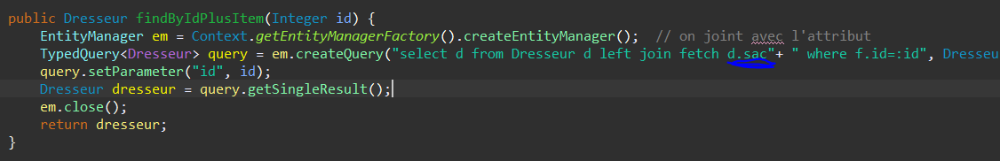 public Dresseur findByIdPlusItem(Integer id) {
EntityManager em = Context.getEntityManagerFactory().createEntityManager();  // on joint avec l'attribut
TypedQuery<Dresseur> query = em.createQuery("select d from Dresseur d left join fetch d.sac"+ " where f.id=:id", Dresseu
query.setParameter("id", id);
Dresseur dresseur = query.getSingleResult();
em.close();
return dresseur;
}